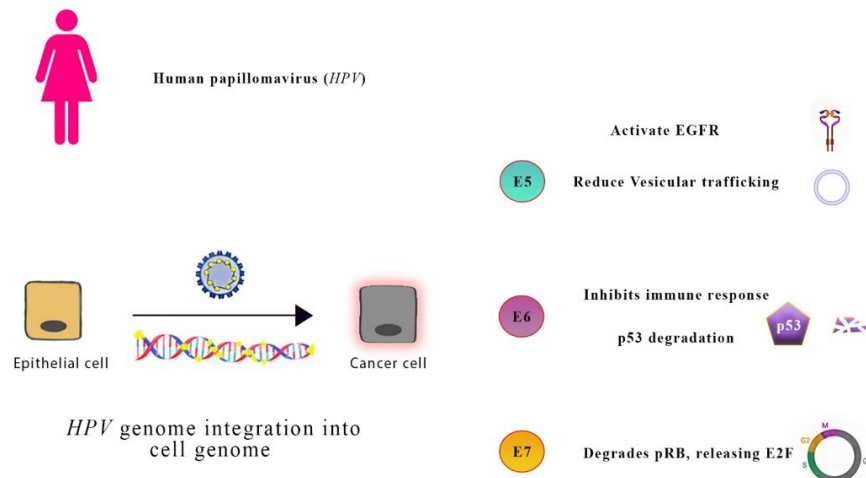 Human papillomavirus (HPV)
Activate EGFR
E5
Reduce Vesicular trafficking
Epithelial cell
Cancer cell
HPV genome integration into
cell genome
E6
Inhibits immune response
p53 degradation
p53
E7
Degrades pRB, releasing E2F
M
G2
S
G